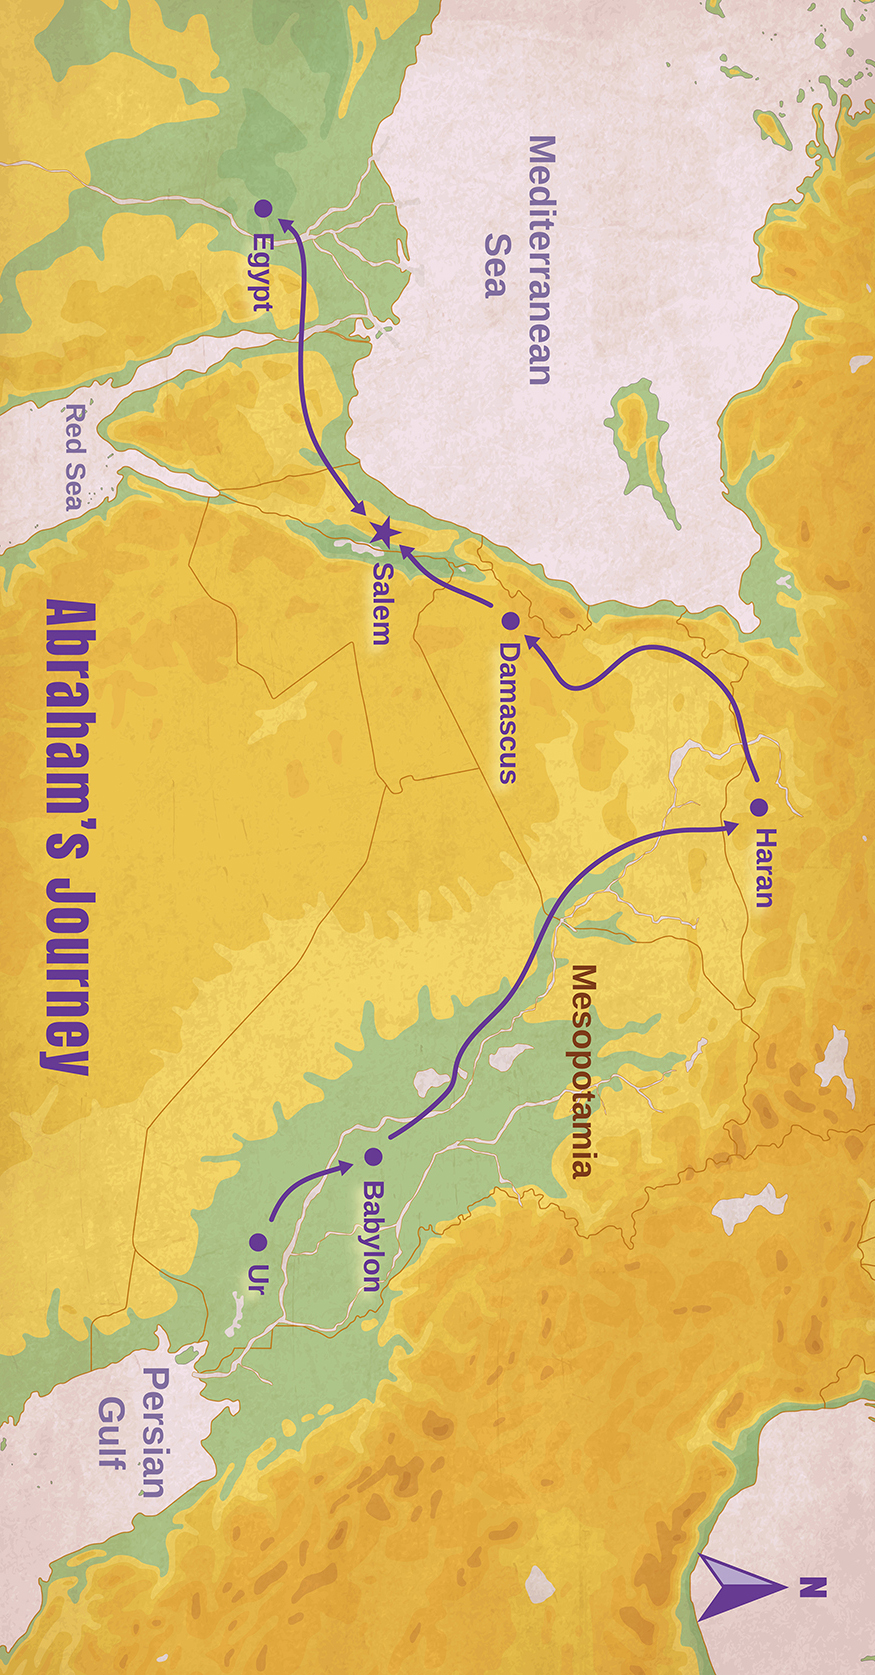 N
Mediterranean
Sea
Haran
Mesopotamia
Damascus
Egypt
Salem
Babylon
Ur
Red Sea
Persian
Gulf
Abraham's Journey